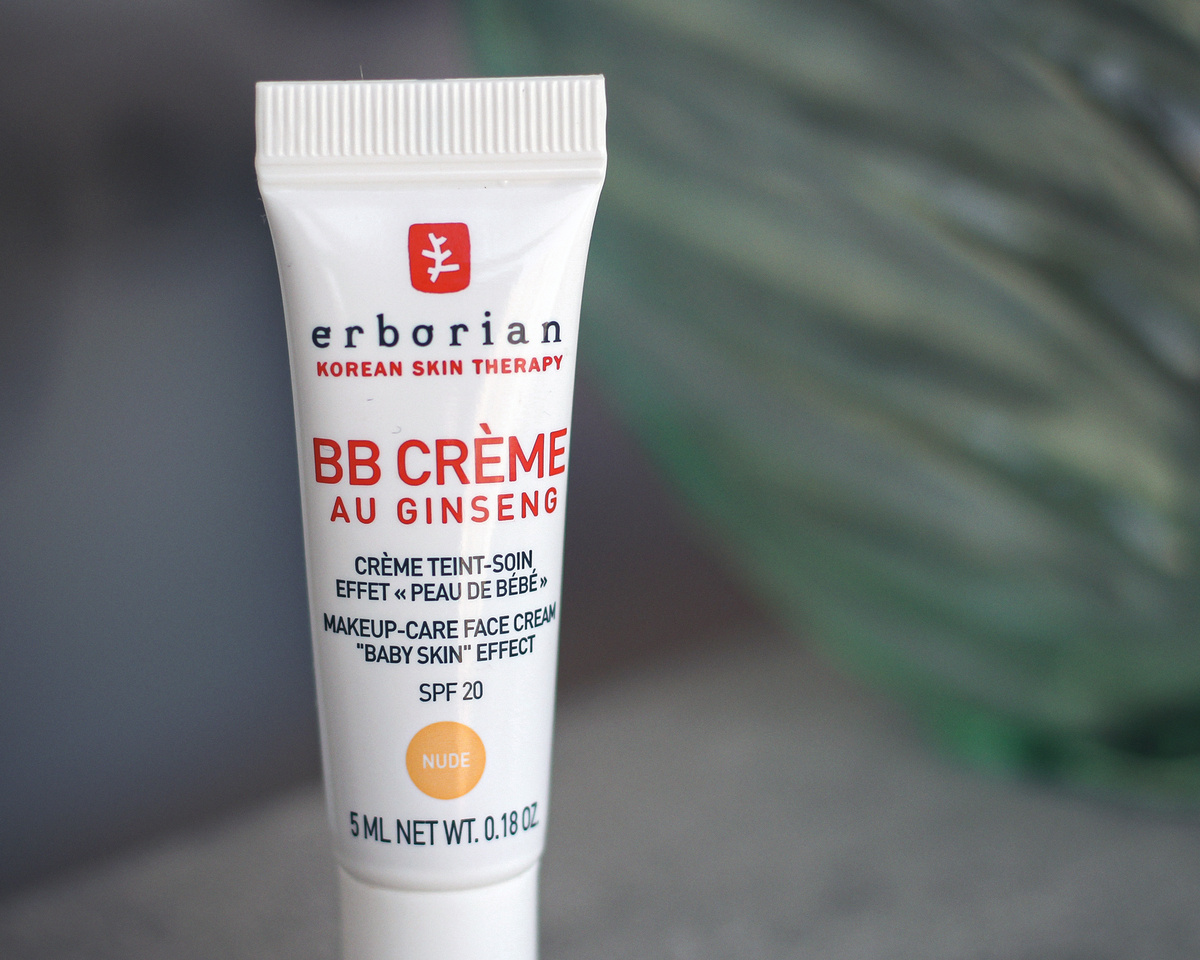 erborian
KOREAN SKIN THERAPY
BB CRÈME
AU GINSENG
CRÈME TEINT-SOIN,
EFFET « PEAU DE BÉBÉ »
MAKEUP-CARE FACE CREAM
"BABY SKIN" EFFECT
SPF 20
NUDE
5 ML NET WT. 0.18 OZ.